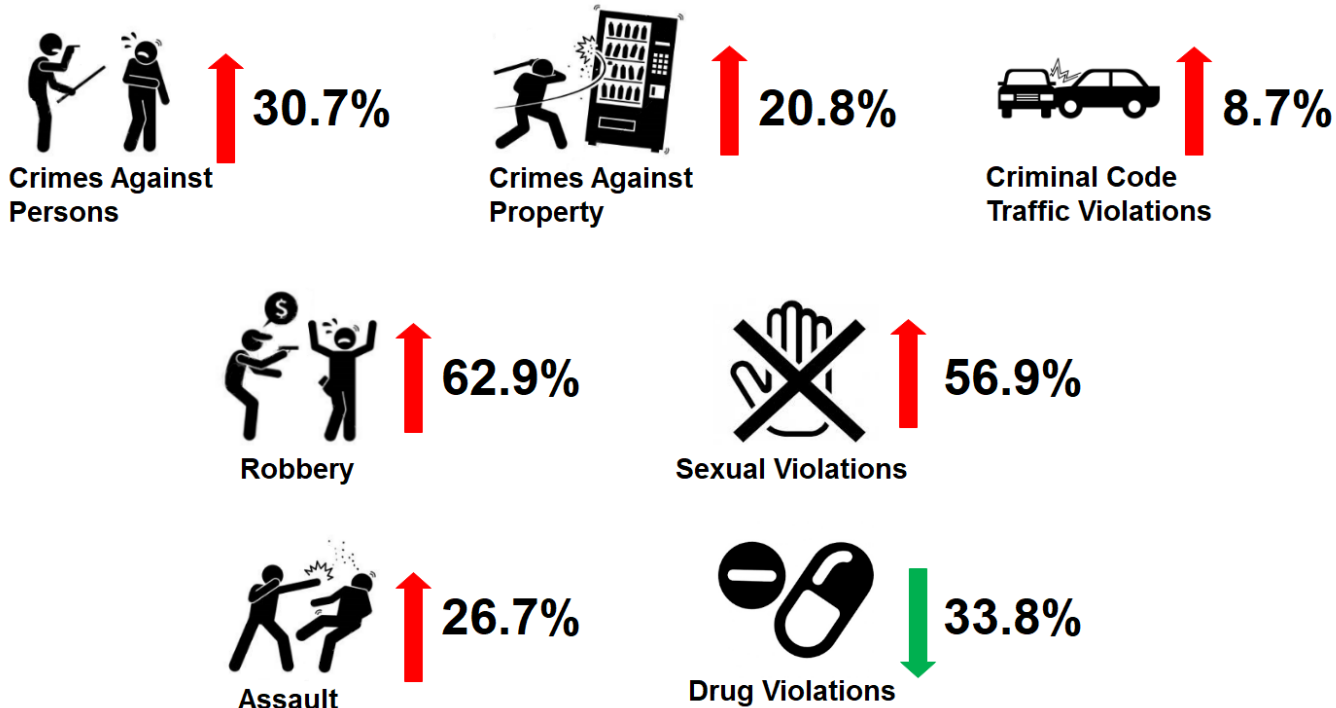 30.7%
20.8%
8.7%
Crimes Against
Persons
Crimes Against
Property
Criminal Code
Traffic Violations
$
62.9%
56.9%
Robbery
Sexual Violations
26.7%
33.8%
Assault
Drug Violations